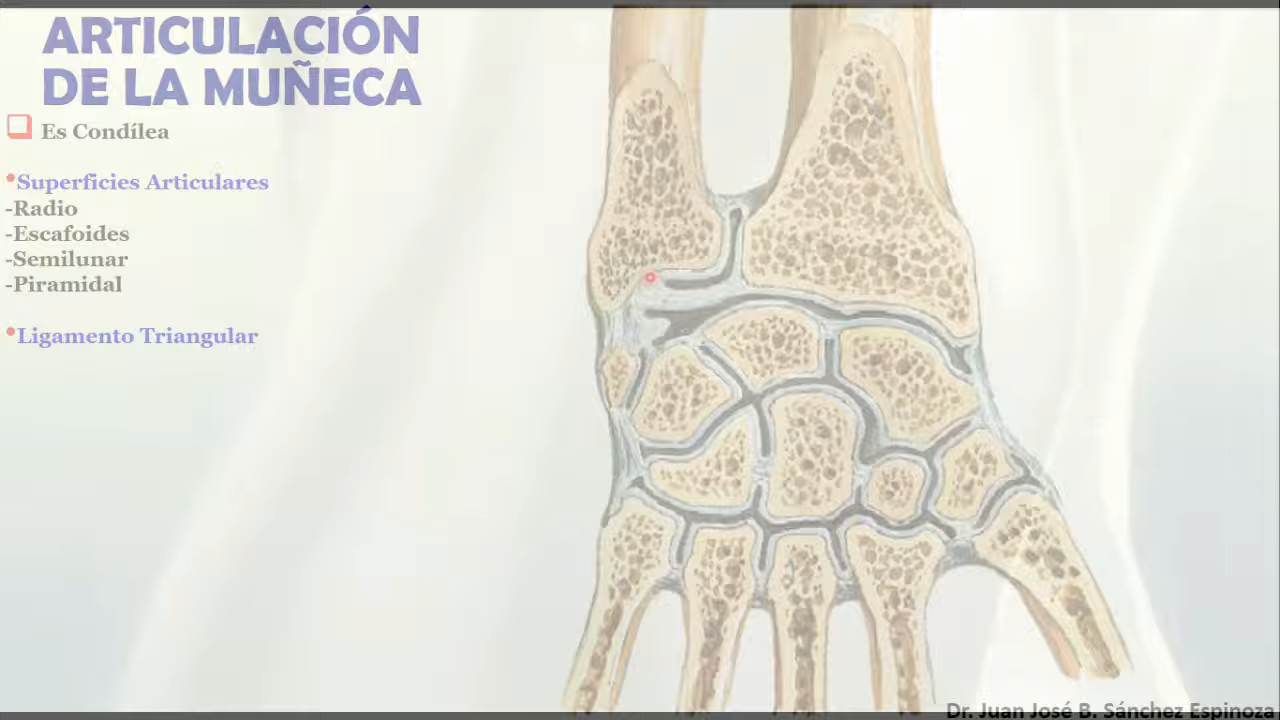 ARTICULACIÓN
DE LA MUÑECA
Es Condílea
•Superficies Articulares
-Radio
-Escafoides
-Semilunar
-Piramidal
•Ligamento Triangular
Dr. Juan José B. Sánchez Espinoza